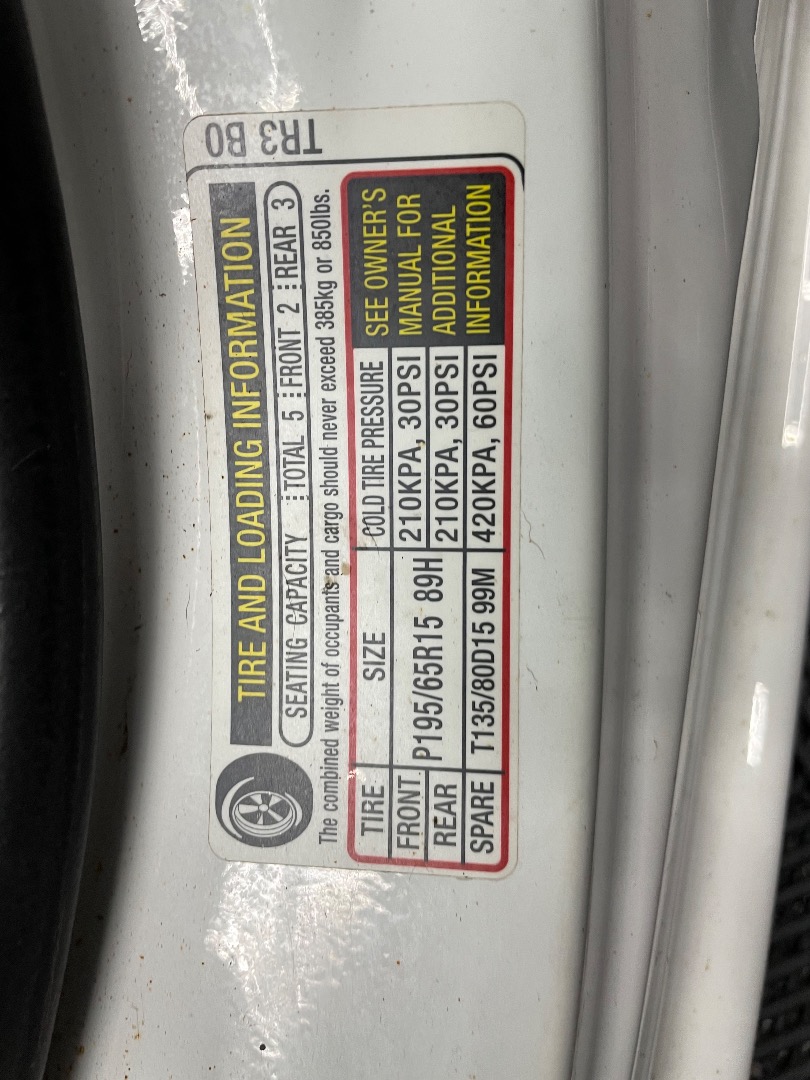 TIRE AND LOADING INFORMATION
SEATING CAPACITY TOTAL 5 FRONT 2 REAR 3
The combined weight of occupants and cargo should never exceed 385kg or 850lbs.
TIRE SIZE COLD TIRE PRESSURE
FRONT P195/65R15 89H 210KPA, 30PSI
REAR 210KPA, 30PSI
SPARE T135/80D15 99M 420KPA, 60PSI
SEE OWNER'S
MANUAL FOR
ADDITIONAL
INFORMATION
TR3 B0